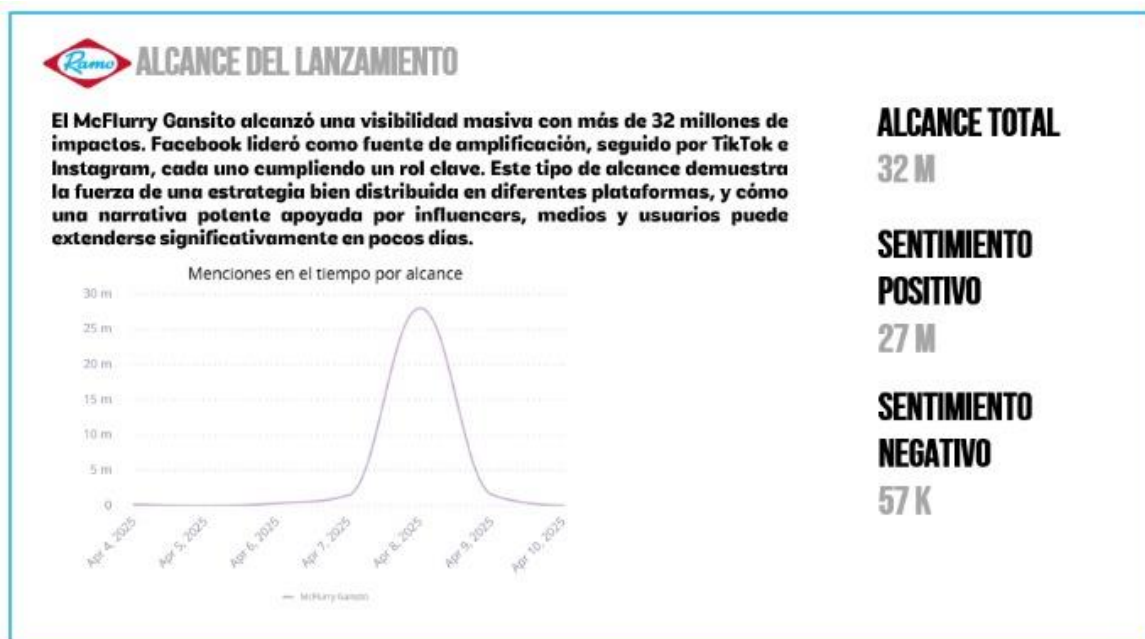 Ramo
ALCANCE DEL LANZAMIENTO
El McFlurry Gansito alcanzó una visibilidad masiva con más de 32 millones de
impactos. Facebook lideró como fuente de amplificación, seguido por TikTok e
Instagram, cada uno cumpliendo un rol clave. Este tipo de alcance demuestra
la fuerza de una estrategia bien distribuida en diferentes plataformas, y cómo
una narrativa potente apoyada por influencers, medios y usuarios puede
extenderse significativamente en pocos días.
Menciones en el tiempo por alcance
30 m
25 m
20 m
15 m
10 m
5 m
0
Apr 4, 2025
Apr 5, 2025
Apr 6, 2025
Apr 7, 2025
Apr 8, 2025
Apr 9, 2025
Apr 10, 2025
McFlurry Gansito
ALCANCE TOTAL
32 M
SENTIMIENTO
POSITIVO
27 M
SENTIMIENTO
NEGATIVO
57 K